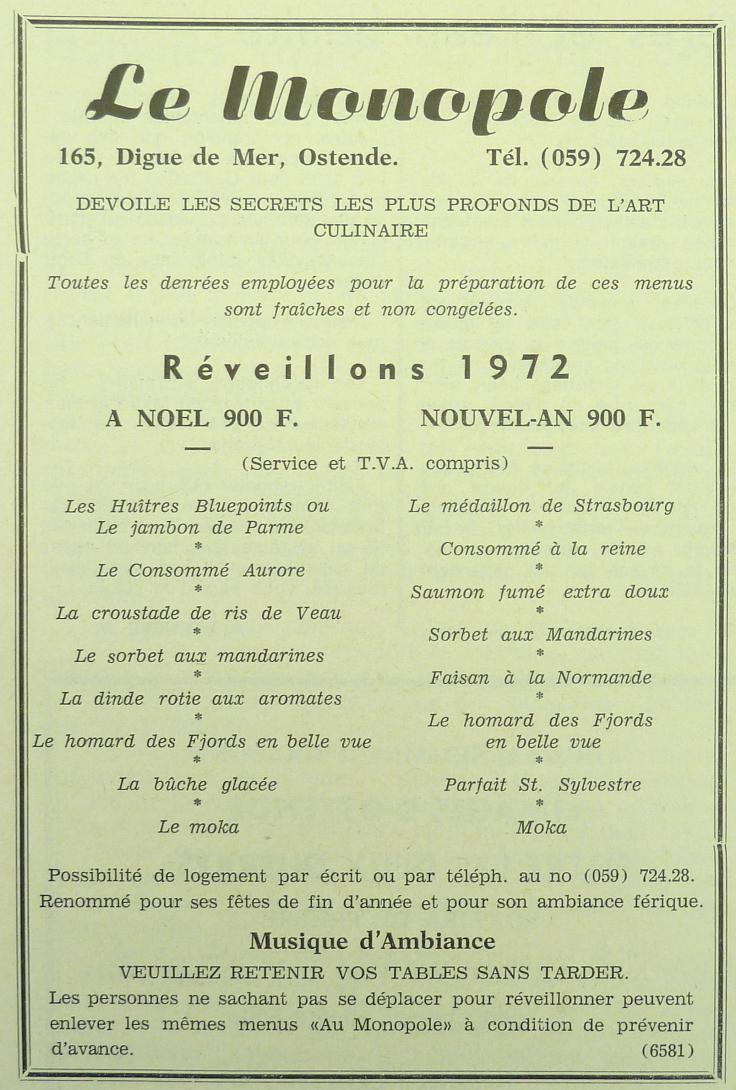 Le Monopole
165, Digue de Mer, Ostende. Tél. (059) 724.28
DEVOILE LES SECRETS LES PLUS PROFONDS DE L'ART
CULINAIRE
Toutes les denrées employées pour la préparation de ces menus
sont fraîches et non congelées.
Réveillons 1972
A NOEL 900 F.
NOUVEL-AN 900 F.
(Service et T.V.A. compris)
Les Huîtres Bluepoints ou
Le jambon de Parme
*
Le Consommé Aurore
*
La croustade de ris de Veau
*
Le sorbet aux mandarines
*
La dinde rotie aux aromates
*
Le homard des Fjords en belle vue
*
La bûche glacée
*
Le moka
Le médaillon de Strasbourg
*
Consommé à la reine
*
Saumon fumé extra doux
*
Sorbet aux Mandarines
*
Faisan à la Normande
*
Le homard des Fjords
en belle vue
*
Parfait St. Sylvestre
*
Moka
Possibilité de logement par écrit ou par téléph. au no (059) 724.28.
Renommé pour ses fêtes de fin d'année et pour son ambiance férique.
Musique d'Ambiance
VEUILLEZ RETENIR VOS TABLES SANS TARDER.
Les personnes ne sachant pas se déplacer pour réveillonner peuvent
enlever les mêmes menus «Au Monopole» à condition de prévenir
d'avance. (6581)